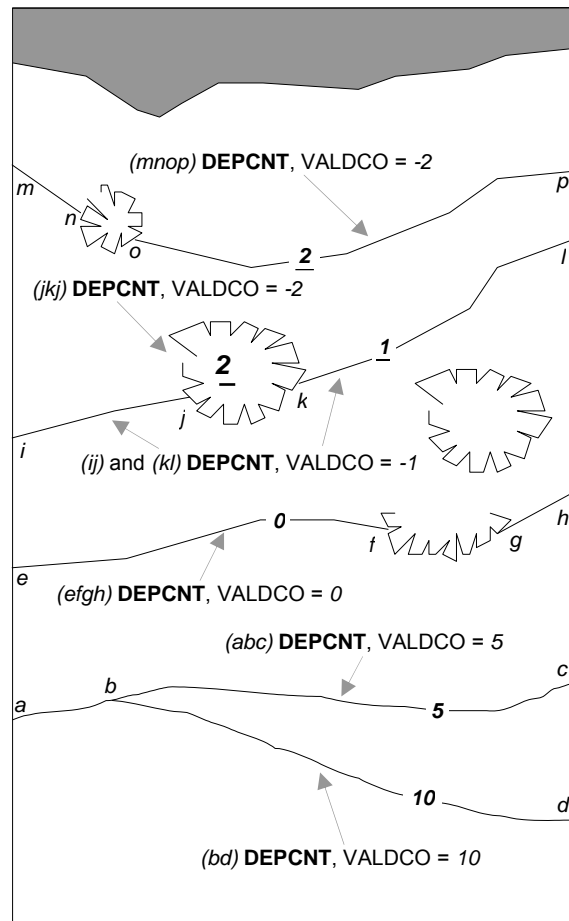 (mnop) DEPCNT, VALDCO = -2
m
p
n
o
2
l
(jkj) DEPCNT, VALDCO = -2
1
2
k
j
i
(ij) and (kl) DEPCNT, VALDCO = -1
h
0
f
g
e
(efgh) DEPCNT, VALDCO = 0
(abc) DEPCNT, VALDCO = 5
c
b
a
5
10
d
(bd) DEPCNT, VALDCO = 10